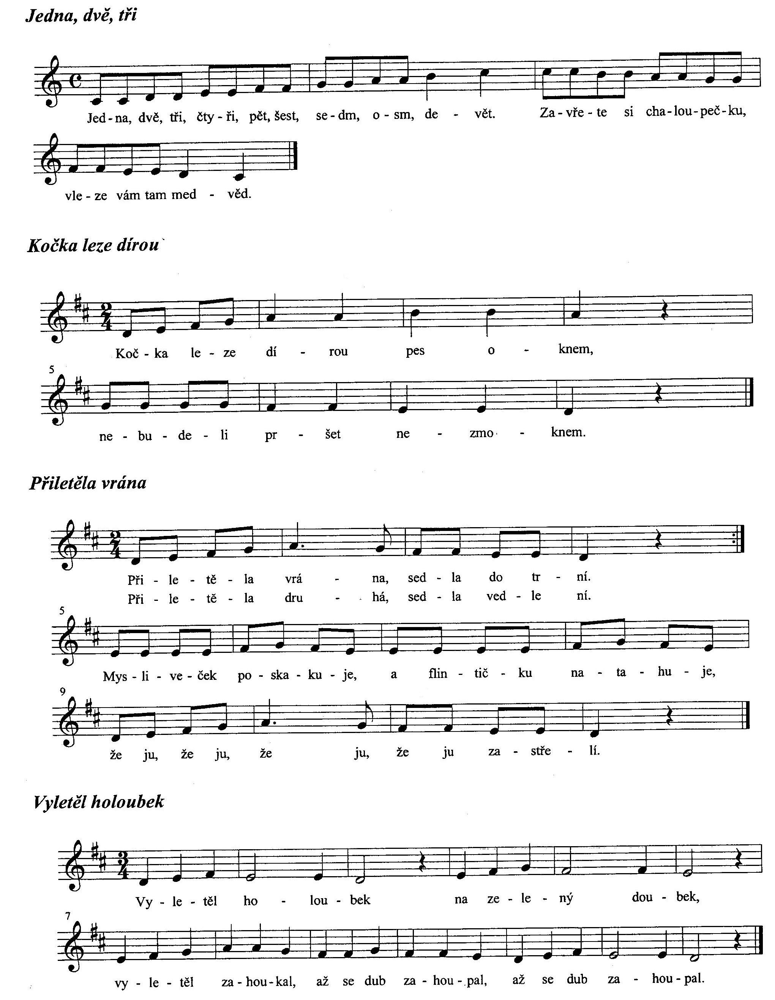 Jedna, dvě, tři
Jed - na, dvě, tři, čty - ři, pět, šest, se - dm, o - sm, de - vět. Za - vře - te si cha - lou - peč - ku,
vle - ze vám tam med - věd.
Kočka leze dírou
2 4
Koč - ka le - ze dí - rou pes o - knem,
5
ne - bu - de - li pr - šet ne - zmo - knem.
Přiletěla vrána
2 4
Při - le - tě - la vrá - na, sed - la do tr - ní.
Při - le - tě - la dru - há, sed - la ved - le ní.
5
Mys - li - ve - ček po - ska - ku - je, a flin - tič - ku na - ta - hu - je,
9
že ju, že ju, že ju, že ju za - stře - lí.
Vyletěl holoubek
3 4
Vy - le - těl ho - lou - bek na ze - le - ný dou - bek,
7
vy - le - těl za - hou - kal, až se dub za - hou - pal, až se dub za - hou - pal.